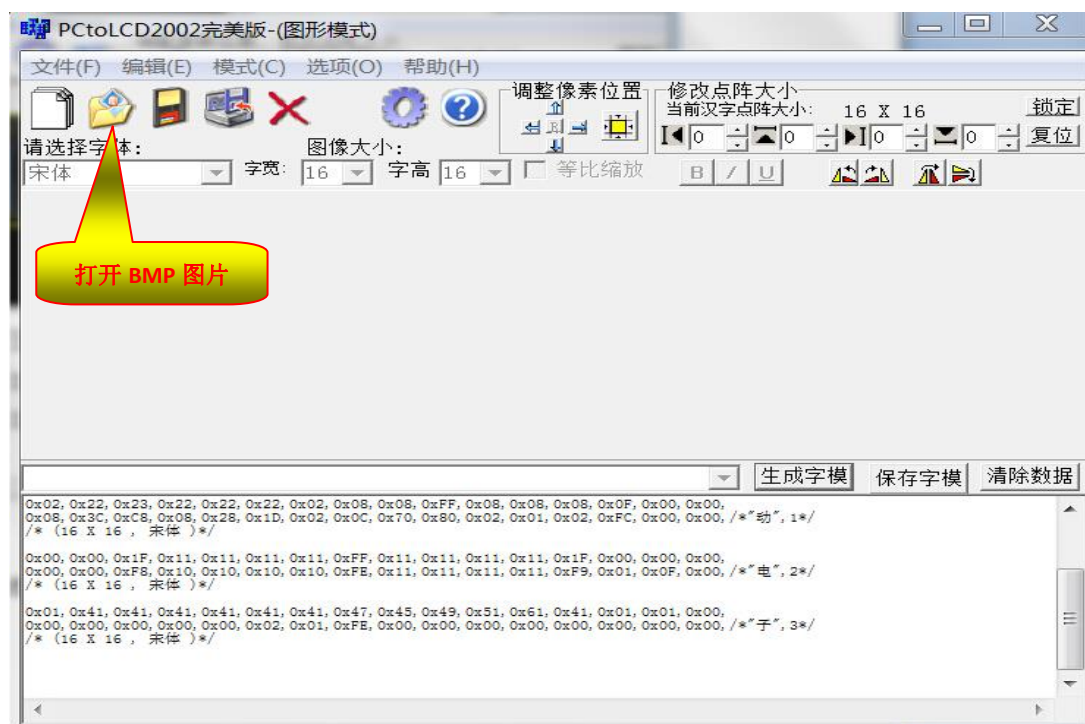 PCtoLCD2002完美版-(图形模式)
文件(F) 编辑(E) 模式(C) 选项(O) 帮助(H)
调整像素位置
修改点阵大小
当前汉字点阵大小: 16 X 16
锁定
0 0 0 0 复位
请选择字体:
图像大小:
宋体
字宽: 16 字高 16 等比缩放 B I U
打开 BMP 图片
生成字模 保存字模 清除数据
0x02, 0x22, 0x23, 0x22, 0x22, 0x22, 0x02, 0x08, 0x08, 0xFF, 0x08, 0x08, 0x08, 0x0F, 0x00, 0x00,
0x08, 0x3C, 0xC8, 0x08, 0x28, 0x1D, 0x02, 0x0C, 0x70, 0x80, 0x02, 0x01, 0x02, 0xFC, 0x00, 0x00, /*"动", 1*/
/* (16 X 16 , 宋体 )*/
0x00, 0x00, 0x1F, 0x11, 0x11, 0x11, 0x11, 0xFF, 0x11, 0x11, 0x11, 0x11, 0x1F, 0x00, 0x00, 0x00,
0x00, 0x00, 0xF8, 0x10, 0x10, 0x10, 0x10, 0xFE, 0x11, 0x11, 0x11, 0x11, 0xF9, 0x01, 0x0F, 0x00, /*"电", 2*/
/* (16 X 16 , 宋体 )*/
0x01, 0x41, 0x41, 0x41, 0x41, 0x41, 0x41, 0x47, 0x45, 0x49, 0x51, 0x61, 0x41, 0x01, 0x01, 0x00,
0x00, 0x00, 0x00, 0x00, 0x00, 0x02, 0x01, 0xFE, 0x00, 0x00, 0x00, 0x00, 0x00, 0x00, 0x00, 0x00, /*"子", 3*/
/* (16 X 16 , 宋体 )*/